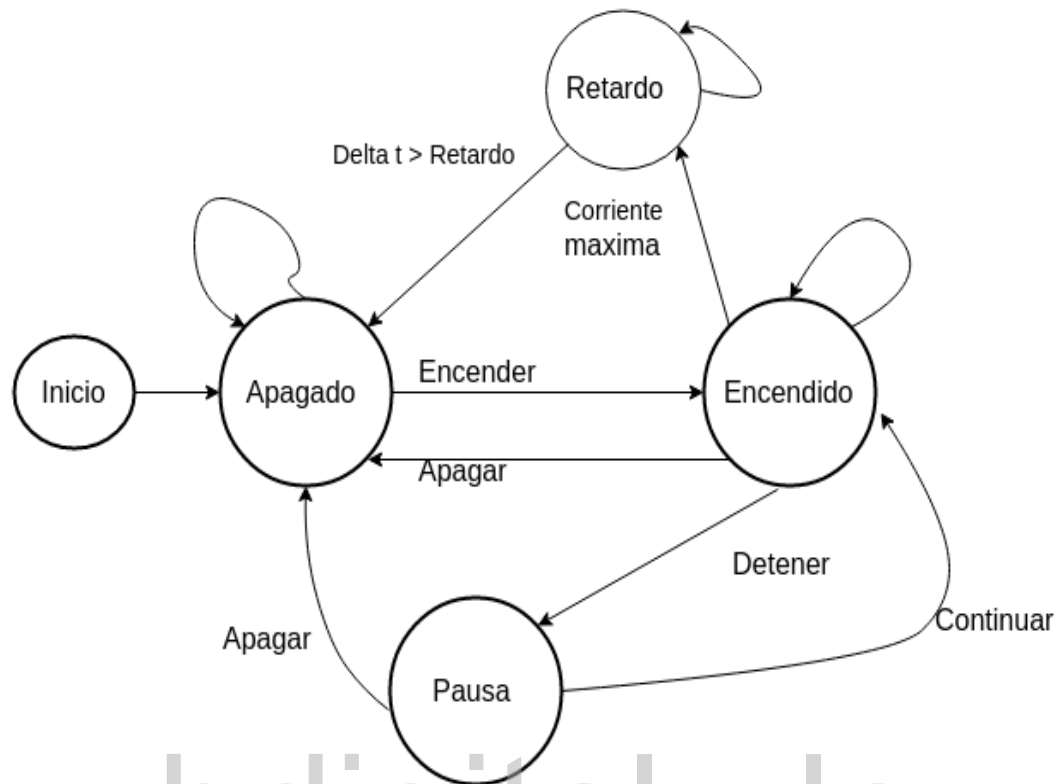 Retardo
Delta t > Retardo
Corriente
maxima
Encender
Inicio
Apagado
Encendido
Apagar
Detener
Apagar
Continuar
Pausa